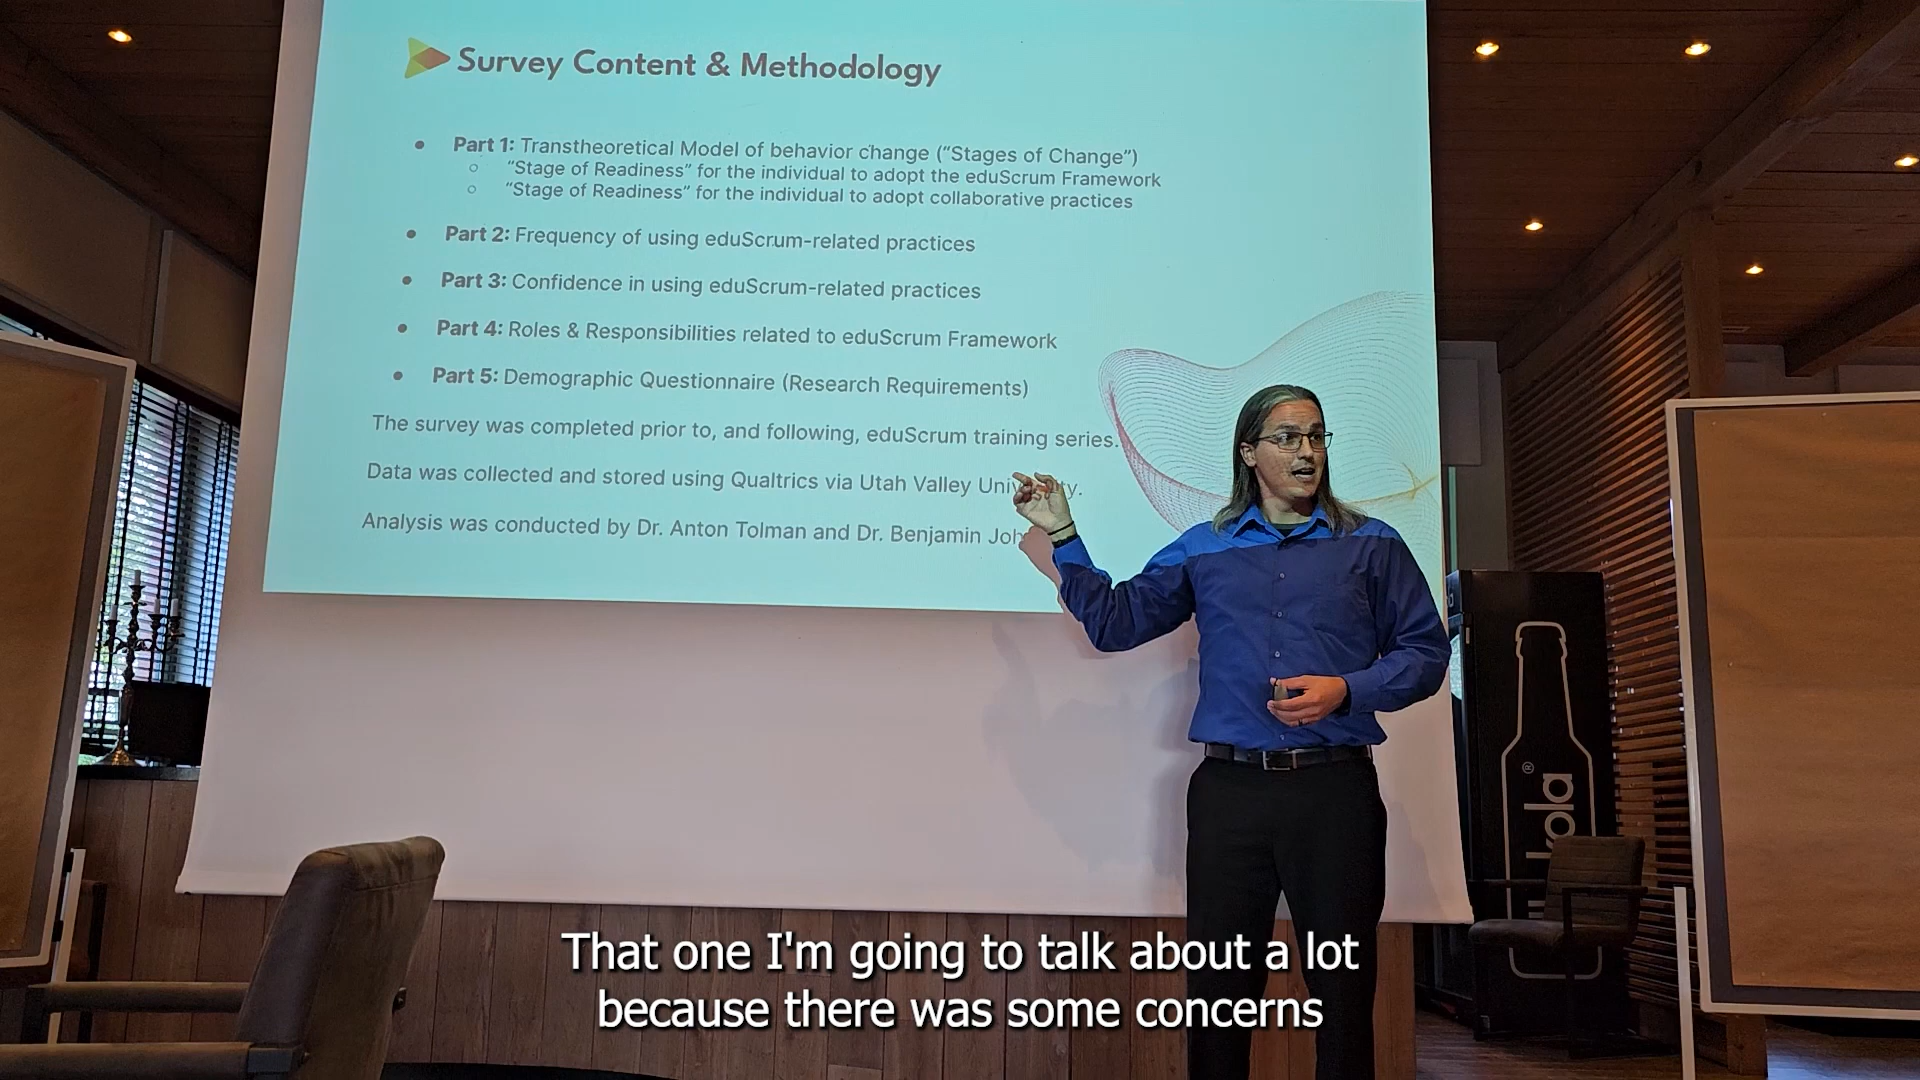 Survey Content & Methodology
● Part 1: Transtheoretical Model of behavior change (“Stages of Change”)
○ “Stage of Readiness” for the individual to adopt the eduScrum Framework
○ “Stage of Readiness” for the individual to adopt collaborative practices
● Part 2: Frequency of using eduScrum-related practices
● Part 3: Confidence in using eduScrum-related practices
● Part 4: Roles & Responsibilities related to eduScrum Framework
● Part 5: Demographic Questionnaire (Research Requirements)
The survey was completed prior to, and following, eduScrum training series.
Data was collected and stored using Qualtrics via Utah Valley
Analysis was conducted by Dr. Anton Tolman and Dr. Benjamin
That one I'm going to talk about a lot
because there was some concerns